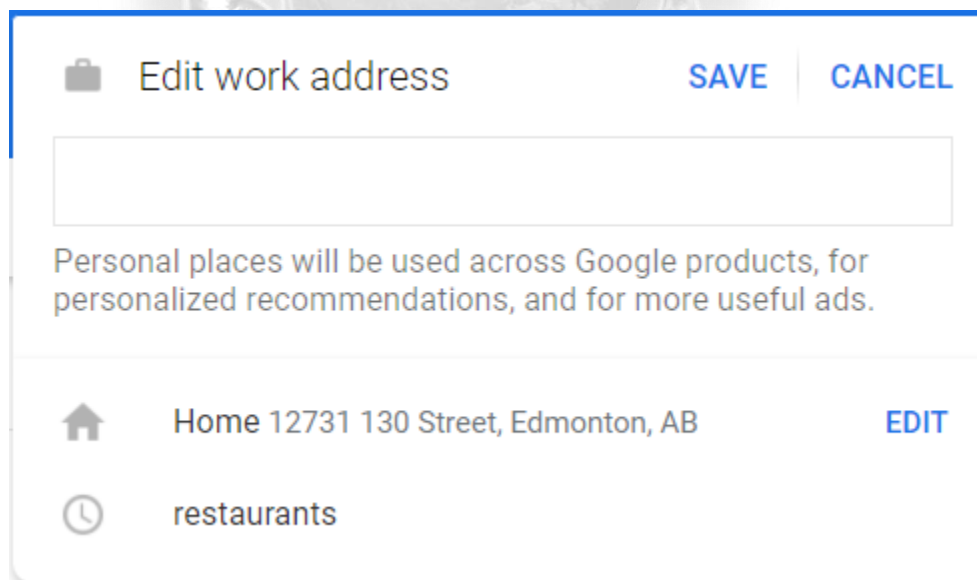 Edit work address SAVE CANCEL
Personal places will be used across Google products, for
personalized recommendations, and for more useful ads.
Home 12731 130 Street, Edmonton, AB EDIT
restaurants